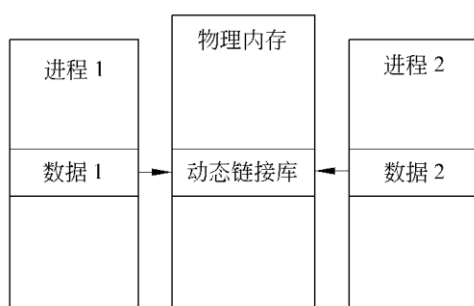 进程 1
物理内存
进程 2
数据 1
动态链接库
数据 2